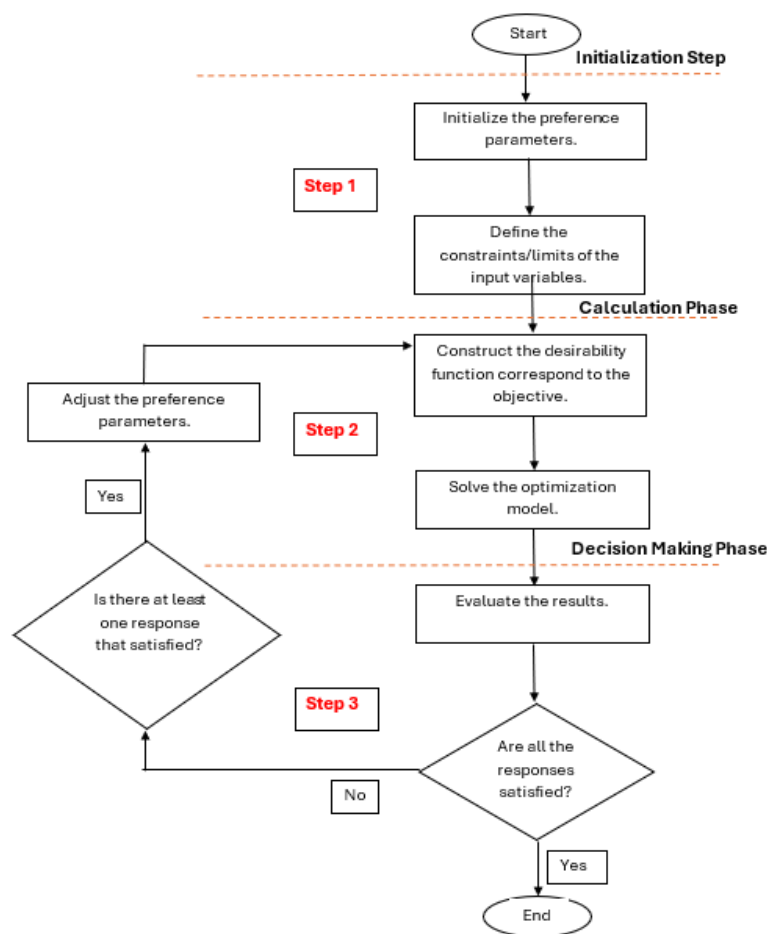 Start
Initialization Step
Initialize the preference
parameters.
Step 1
Define the
constraints/limits of the
input variables.
Calculation Phase
Construct the desirability
function correspond to the
objective.
Adjust the preference
parameters.
Step 2
Yes
Solve the optimization
model.
Decision Making Phase
Evaluate the results.
Is there at least
one response
that satisfied?
Step 3
Are all the
responses
satisfied?
No
Yes
End